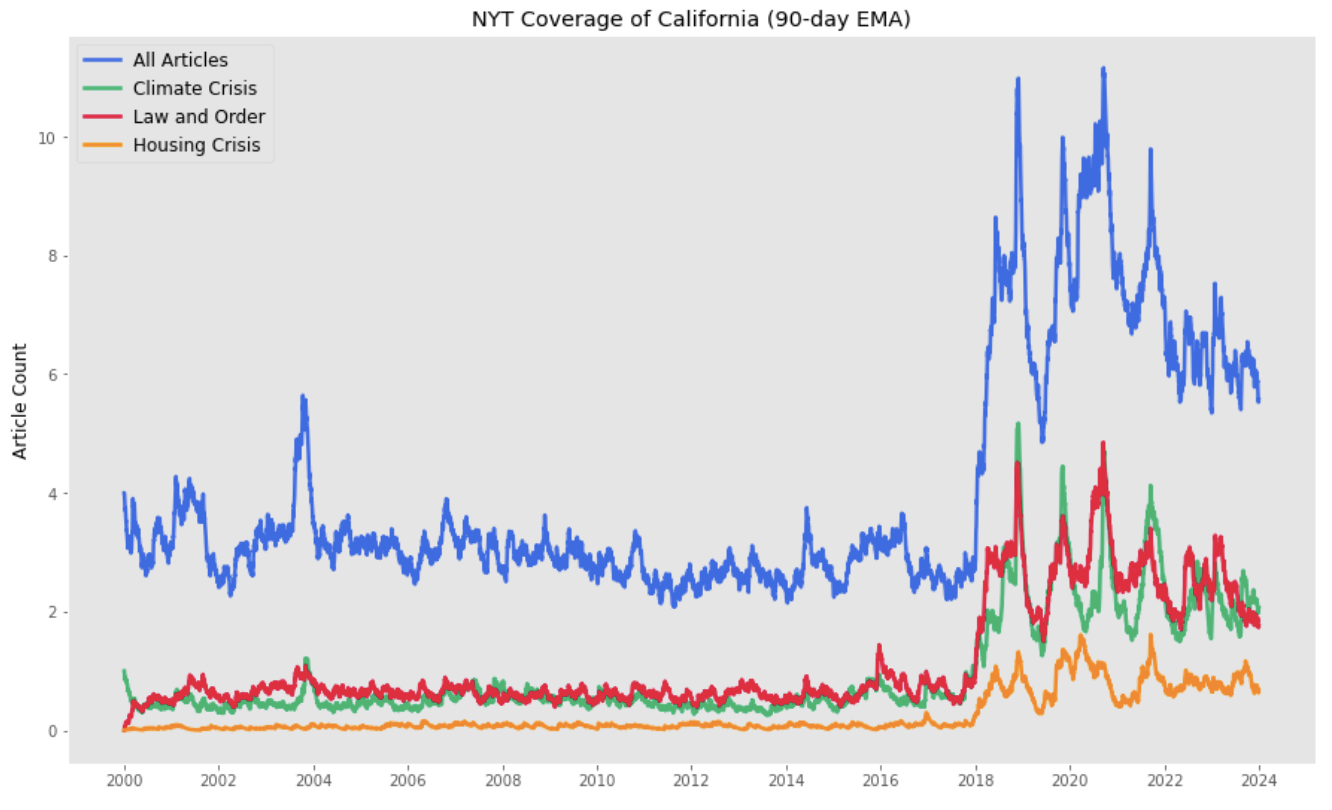 NYT Coverage of California (90-day EMA)
All Articles
Climate Crisis
Law and Order
Housing Crisis
Article Count
10
8
6
4
2
0
2000 2002 2004 2006 2008 2010 2012 2014 2016 2018 2020 2022 2024